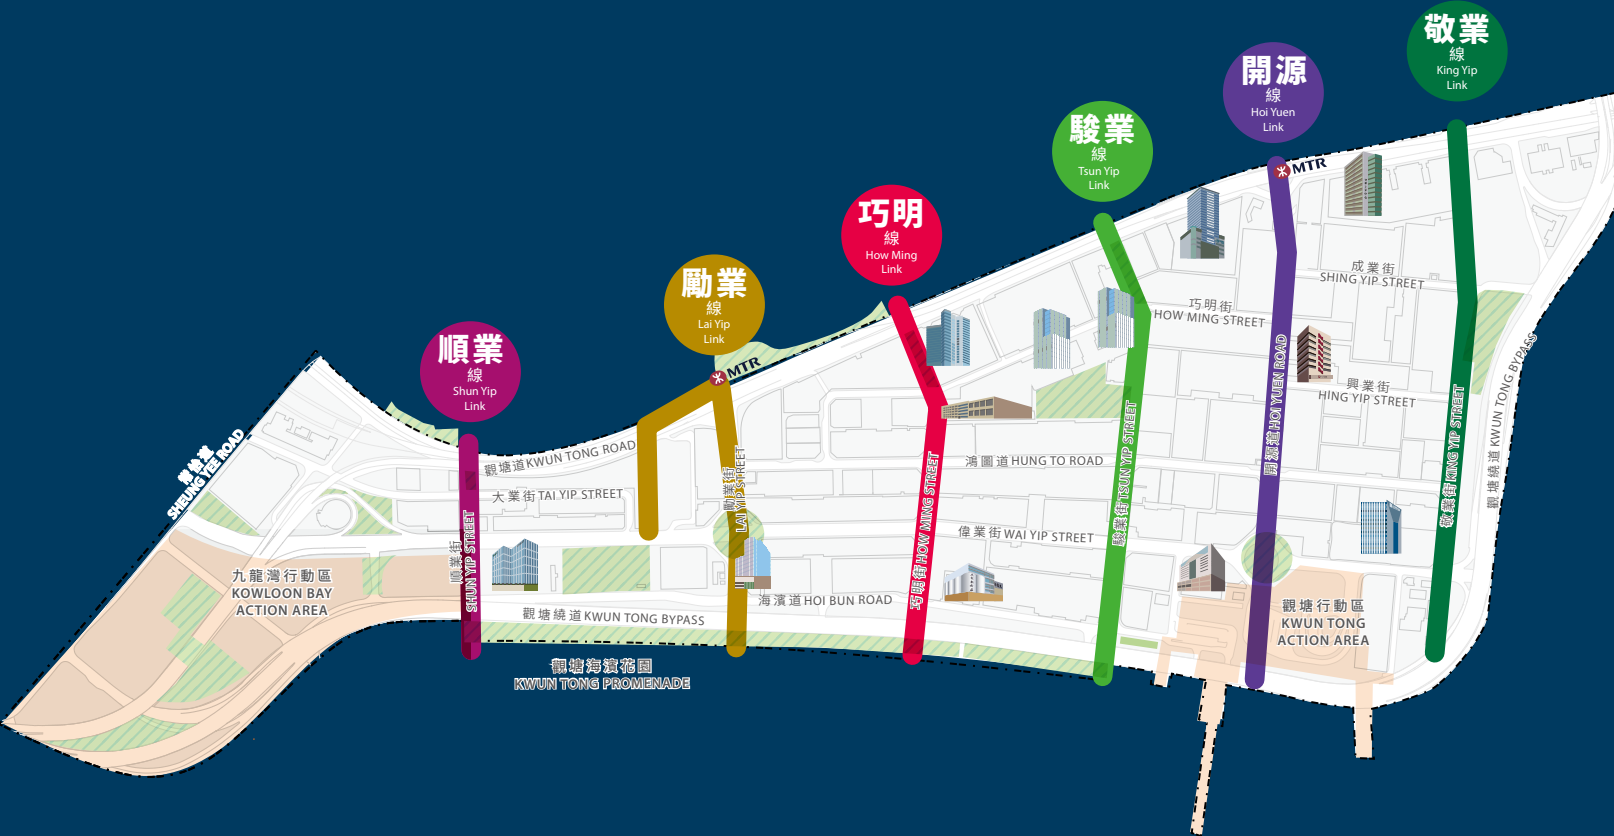 敬業
線
King Yip
Link
開源
線
Hoi Yuen
Link
駿業
線
Tsun Yip
Link
巧明
線
How Ming
Link
勵業
線
Lai Yip
Link
順業
線
Shun Yip
Link
MTR
MTR
成業街
SHING YIP STREET
巧明街
HOW MING STREET
興業街
HING YIP STREET
觀塘繞道 KWUN TONG BYPASS
敬業街 KING YIP STREET
開源道 HOI YUEN ROAD
駿業街 TSUN YIP STREET
巧明街 HOW MING STREET
勵業街
LAI YIP STREET
順業街
SHUN YIP STREET
觀塘道 KWUN TONG ROAD
大業街 TAI YIP STREET
鴻圖道 HUNG TO ROAD
偉業街 WAI YIP STREET
海濱道 HOI BUN ROAD
觀塘繞道 KWUN TONG BYPASS
常怡道
SHEUNG YEE ROAD
九龍灣行動區
KOWLOON BAY
ACTION AREA
觀塘行動區
KWUN TONG
ACTION AREA
觀塘海濱花園
KWUN TONG PROMENADE